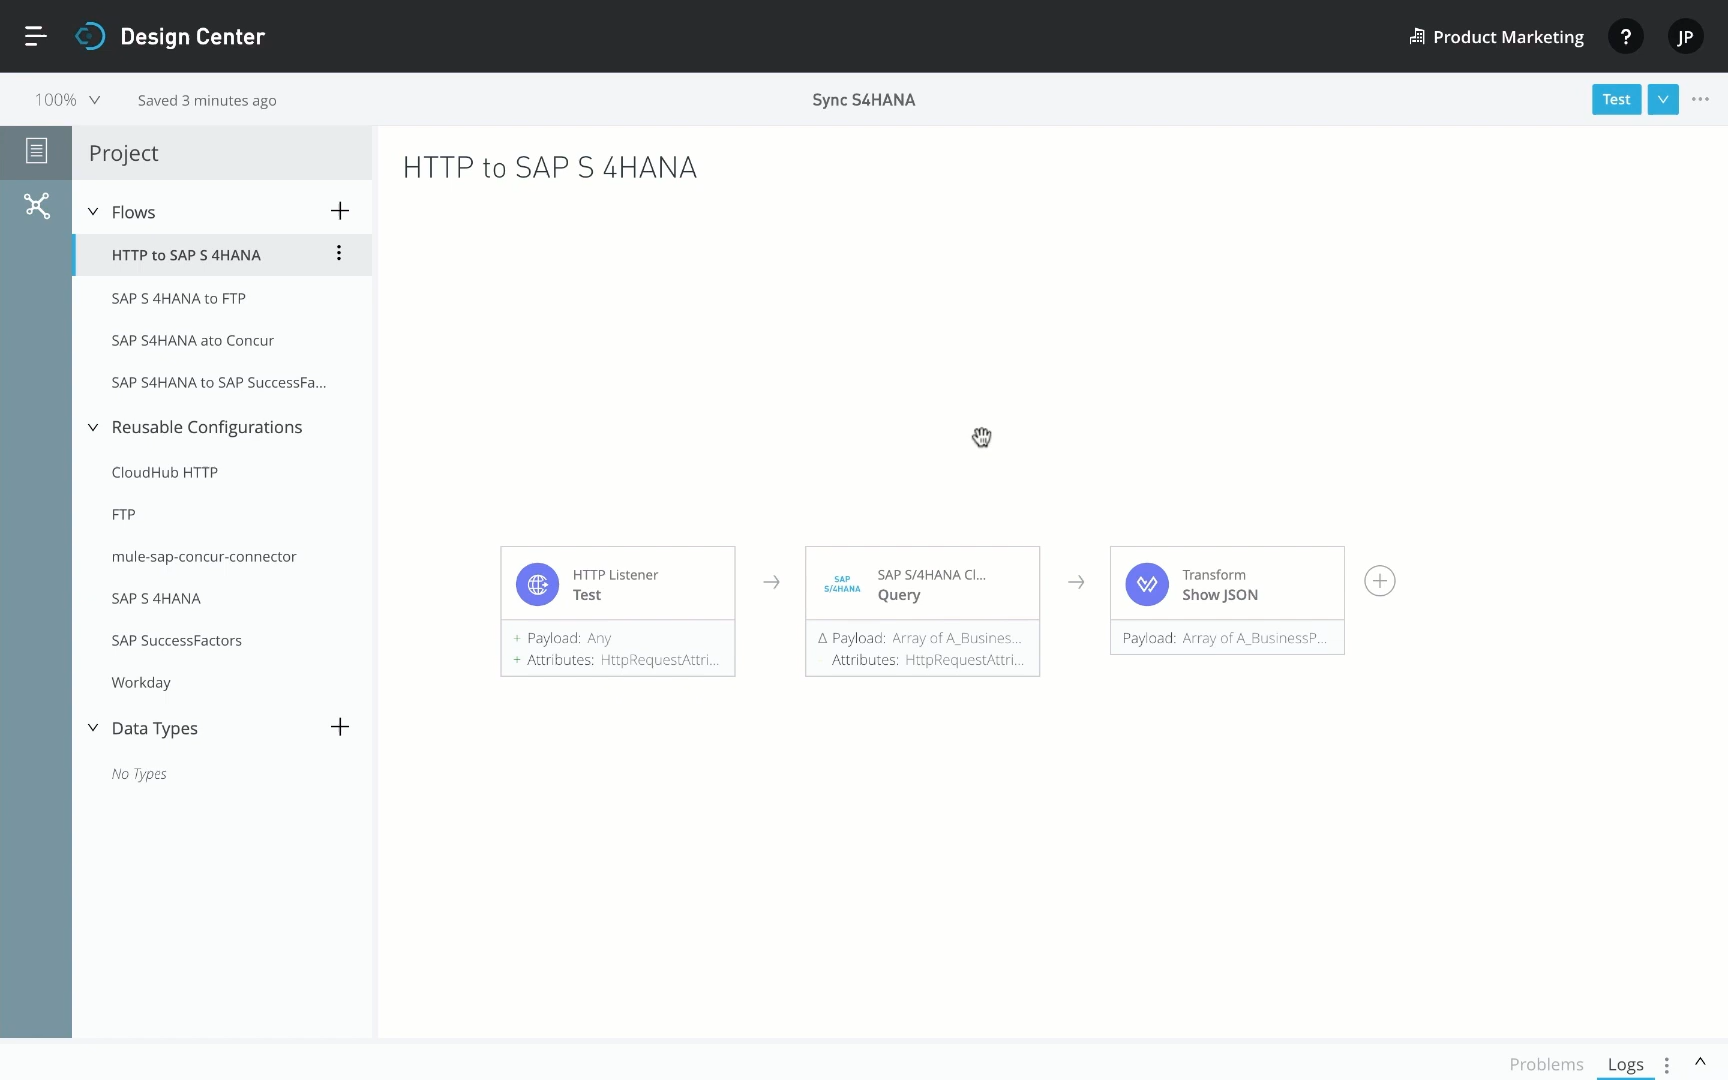 Design Center
Product Marketing
?
JP
100%
Saved 3 minutes ago
Sync S4HANA
Test
Project
Flows
HTTP to SAP S 4HANA
SAP S 4HANA to FTP
SAP S4HANA ato Concur
SAP S4HANA to SAP SuccessFa...
Reusable Configurations
CloudHub HTTP
FTP
mule-sap-concur-connector
SAP S 4HANA
SAP SuccessFactors
Workday
Data Types
No Types
HTTP to SAP S 4HANA
HTTP Listener
Test
+ Payload: Any
+ Attributes: HttpRequestAttri...
SAP
S/4HANA
SAP S/4HANA Cl...
Query
Δ Payload: Array of A_Busines...
Attributes: HttpRequestAttri...
Transform
Show JSON
Payload: Array of A_BusinessP...
Problems
Logs